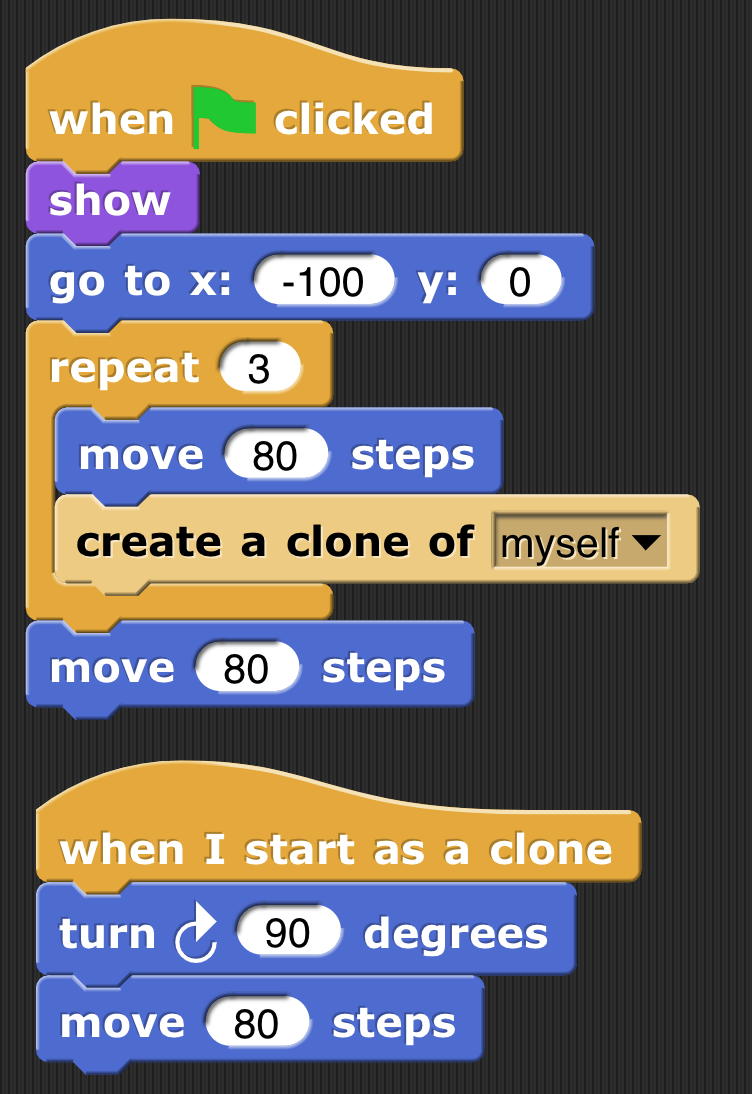 when clicked
show
go to x: -100 y: 0
repeat 3
move 80 steps
create a clone of myself
move 80 steps
when I start as a clone
turn 90 degrees
move 80 steps